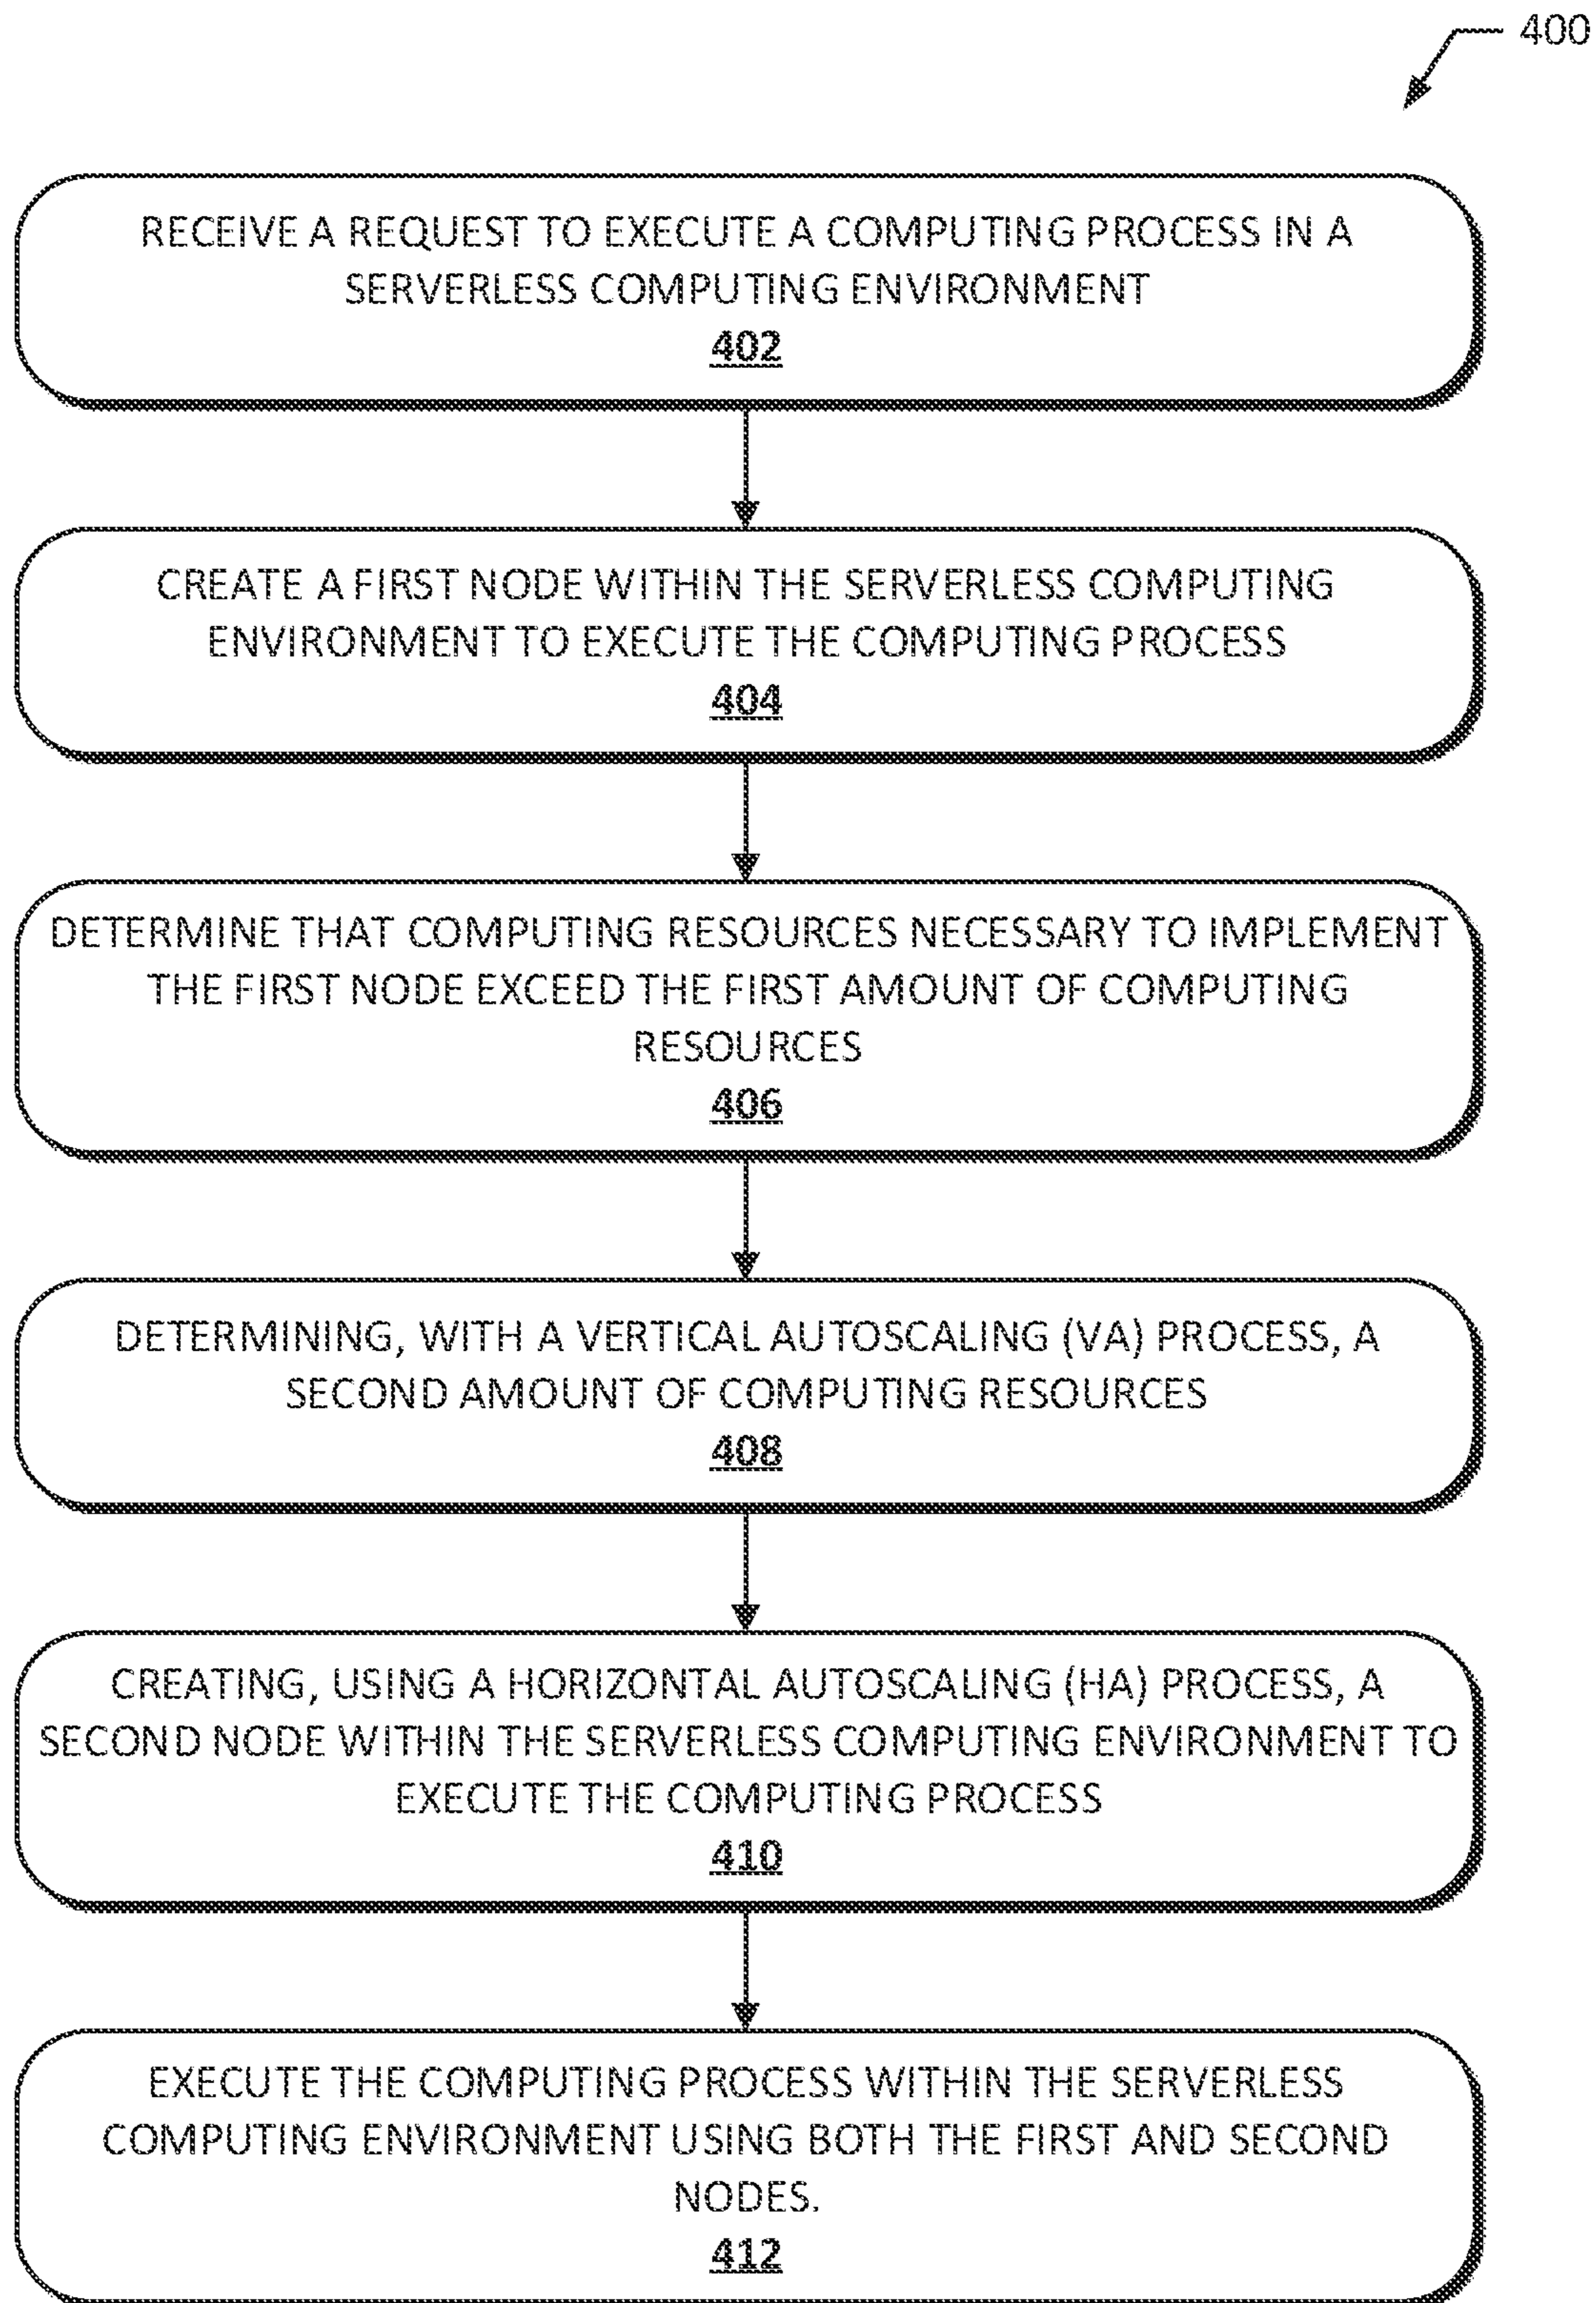 400
RECEIVE A REQUEST TO EXECUTE A COMPUTING PROCESS IN A
SERVERLESS COMPUTING ENVIRONMENT
402
CREATE A FIRST NODE WITHIN THE SERVERLESS COMPUTING
ENVIRONMENT TO EXECUTE THE COMPUTING PROCESS
404
DETERMINE THAT COMPUTING RESOURCES NECESSARY TO IMPLEMENT
THE FIRST NODE EXCEED THE FIRST AMOUNT OF COMPUTING
RESOURCES
406
DETERMINING, WITH A VERTICAL AUTOSCALING (VA) PROCESS, A
SECOND AMOUNT OF COMPUTING RESOURCES
408
CREATING, USING A HORIZONTAL AUTOSCALING (HA) PROCESS, A
SECOND NODE WITHIN THE SERVERLESS COMPUTING ENVIRONMENT TO
EXECUTE THE COMPUTING PROCESS
410
EXECUTE THE COMPUTING PROCESS WITHIN THE SERVERLESS
COMPUTING ENVIRONMENT USING BOTH THE FIRST AND SECOND
NODES.
412